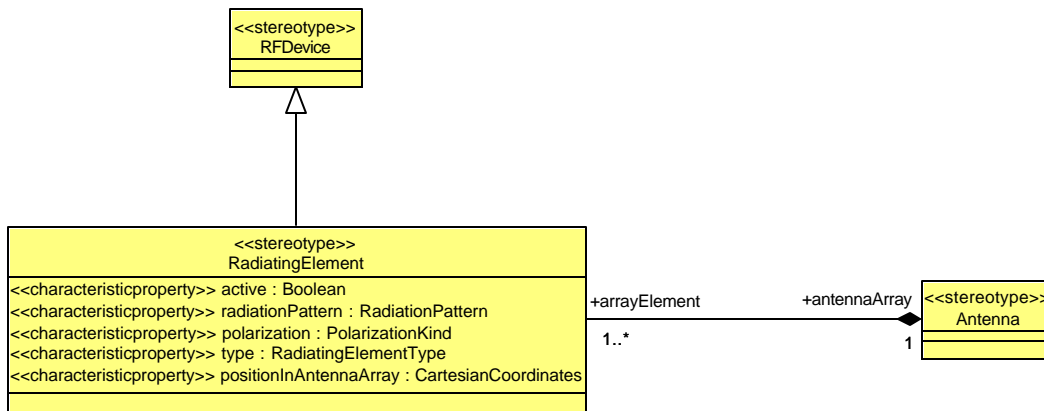 <<stereotype>>
RFDevice
<<stereotype>>
RadiatingElement
<<characteristicproperty>> active : Boolean
<<characteristicproperty>> radiationPattern : RadiationPattern
<<characteristicproperty>> polarization : PolarizationKind
<<characteristicproperty>> type : RadiatingElementType
<<characteristicproperty>> positionInAntennaArray : CartesianCoordinates
+arrayElement
1..*
+antennaArray
1
<<stereotype>>
Antenna